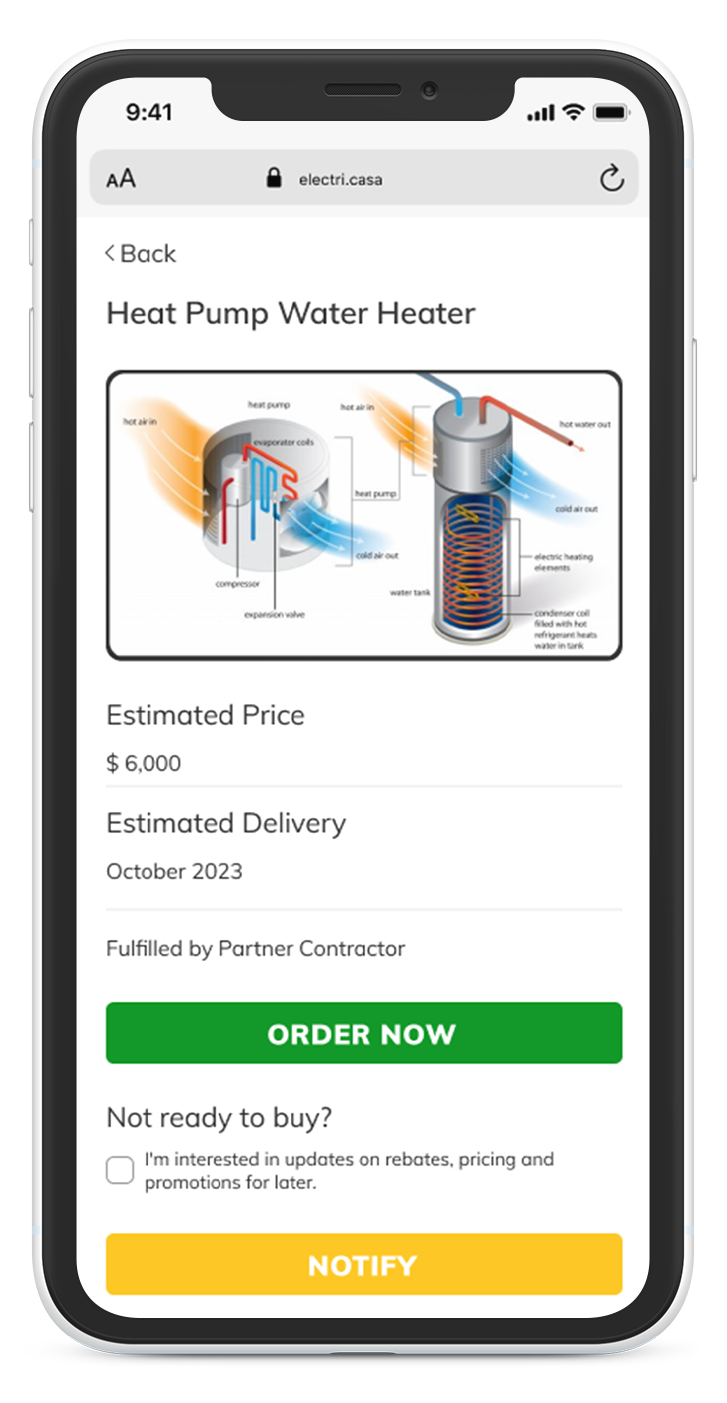 9:41
AA
electri.casa
Back
Heat Pump Water Heater
heat pump
hot air in
evaporator coils
heat pump
cold air out
compressor
expansion valve
hot air in
hot water out
cold air out
electric heating
elements
water tank
condenser coil
filled with hot
refrigerant heats
water in tank
Estimated Price
$ 6,000
Estimated Delivery
October 2023
Fulfilled by Partner Contractor
ORDER NOW
Not ready to buy?
I'm interested in updates on rebates, pricing and
promotions for later.
NOTIFY